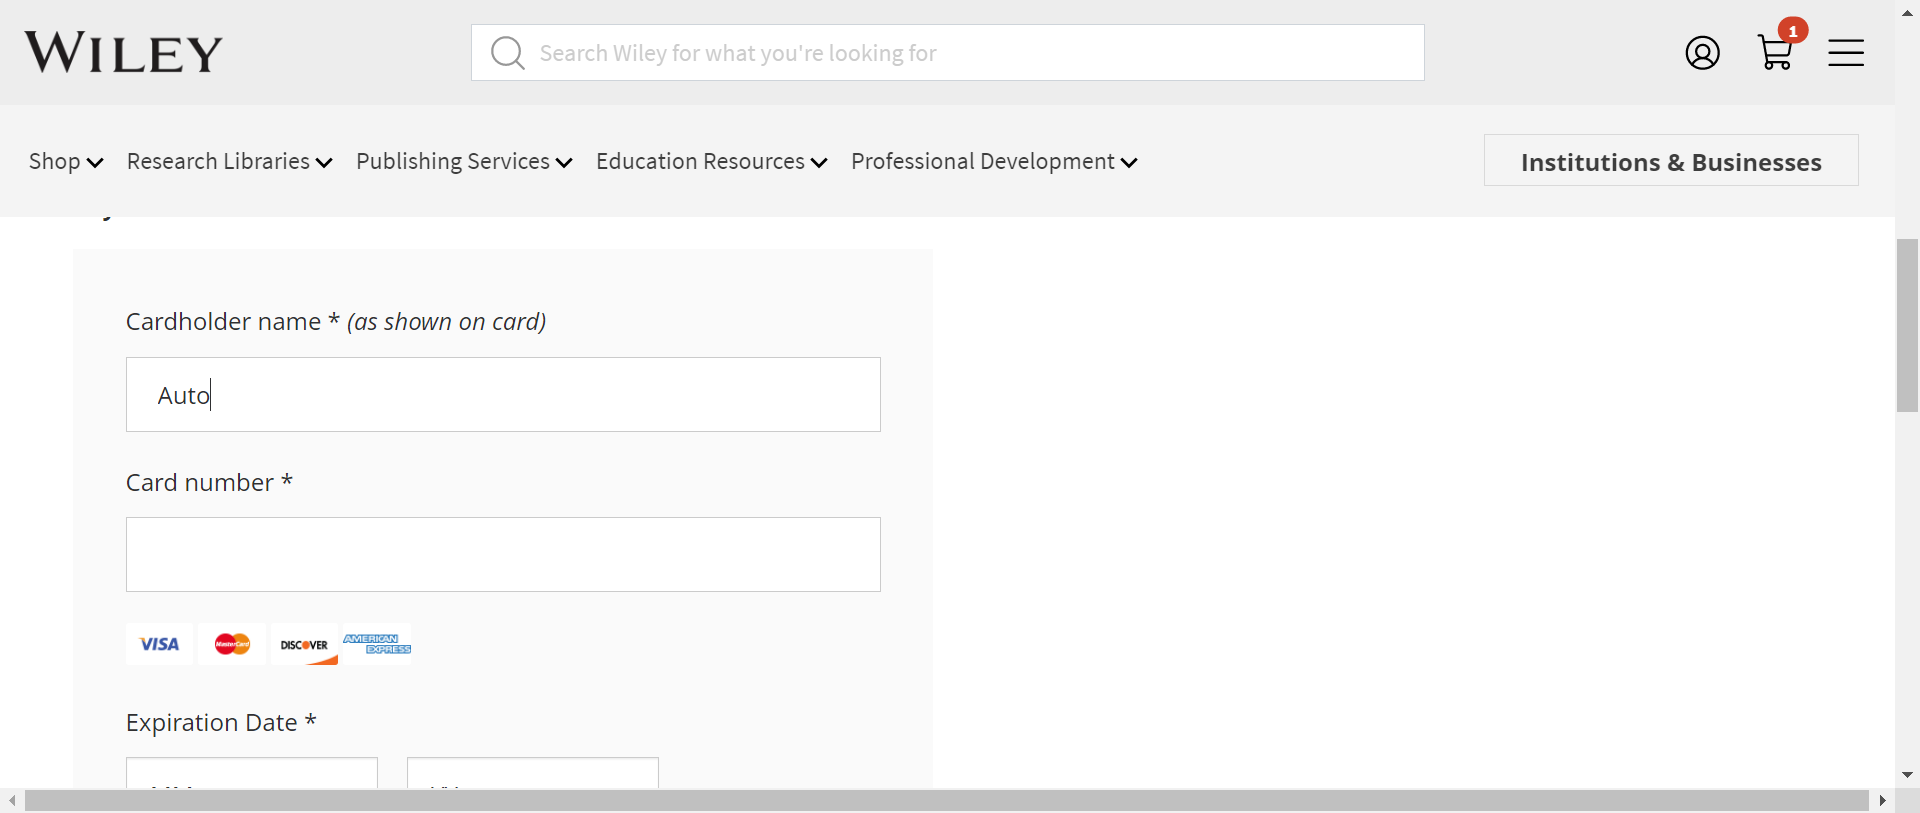 WILEY
Search Wiley for what you're looking for
1
Shop Research Libraries Publishing Services Education Resources Professional Development
Institutions & Businesses
Cardholder name * (as shown on card)
Auto
Card number *
VISA MasterCard DISCOVER AMERICAN EXPRESS
Expiration Date *